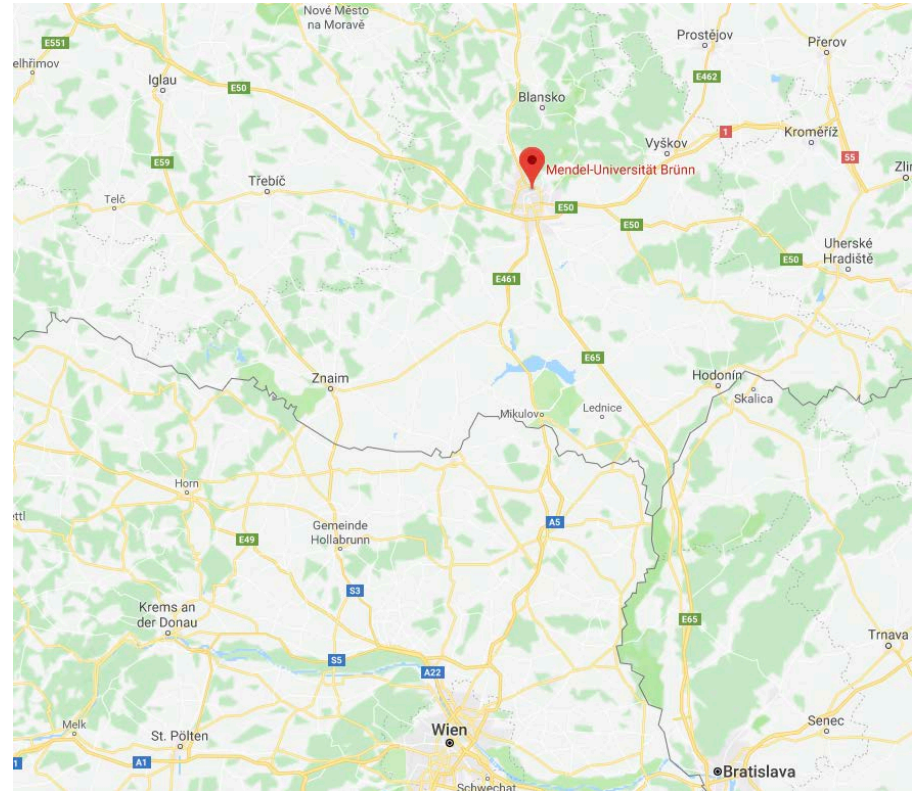 Nové Město
na Moravě
E551
elhřimov
Prostějov
Přerov
Iglau
E50
E462
Blansko
Vyškov
1
Kroměříž
S5
E59
Třebíč
Mendel-Universität Brünn
Zlí
Telč
E50
E50
Uherské
Hradiště
E50
E461
E65
Znaim
Hodonín
Skalica
Mikulov
Lednice
Horn
ettl
A5
Gemeinde
Hollabrunn
E49
S3
Krems an
der Donau
E65
Trnava
S5
A22
Melk
St. Pölten
Wien
Senec
1
A1
Bratislava
Schwechat